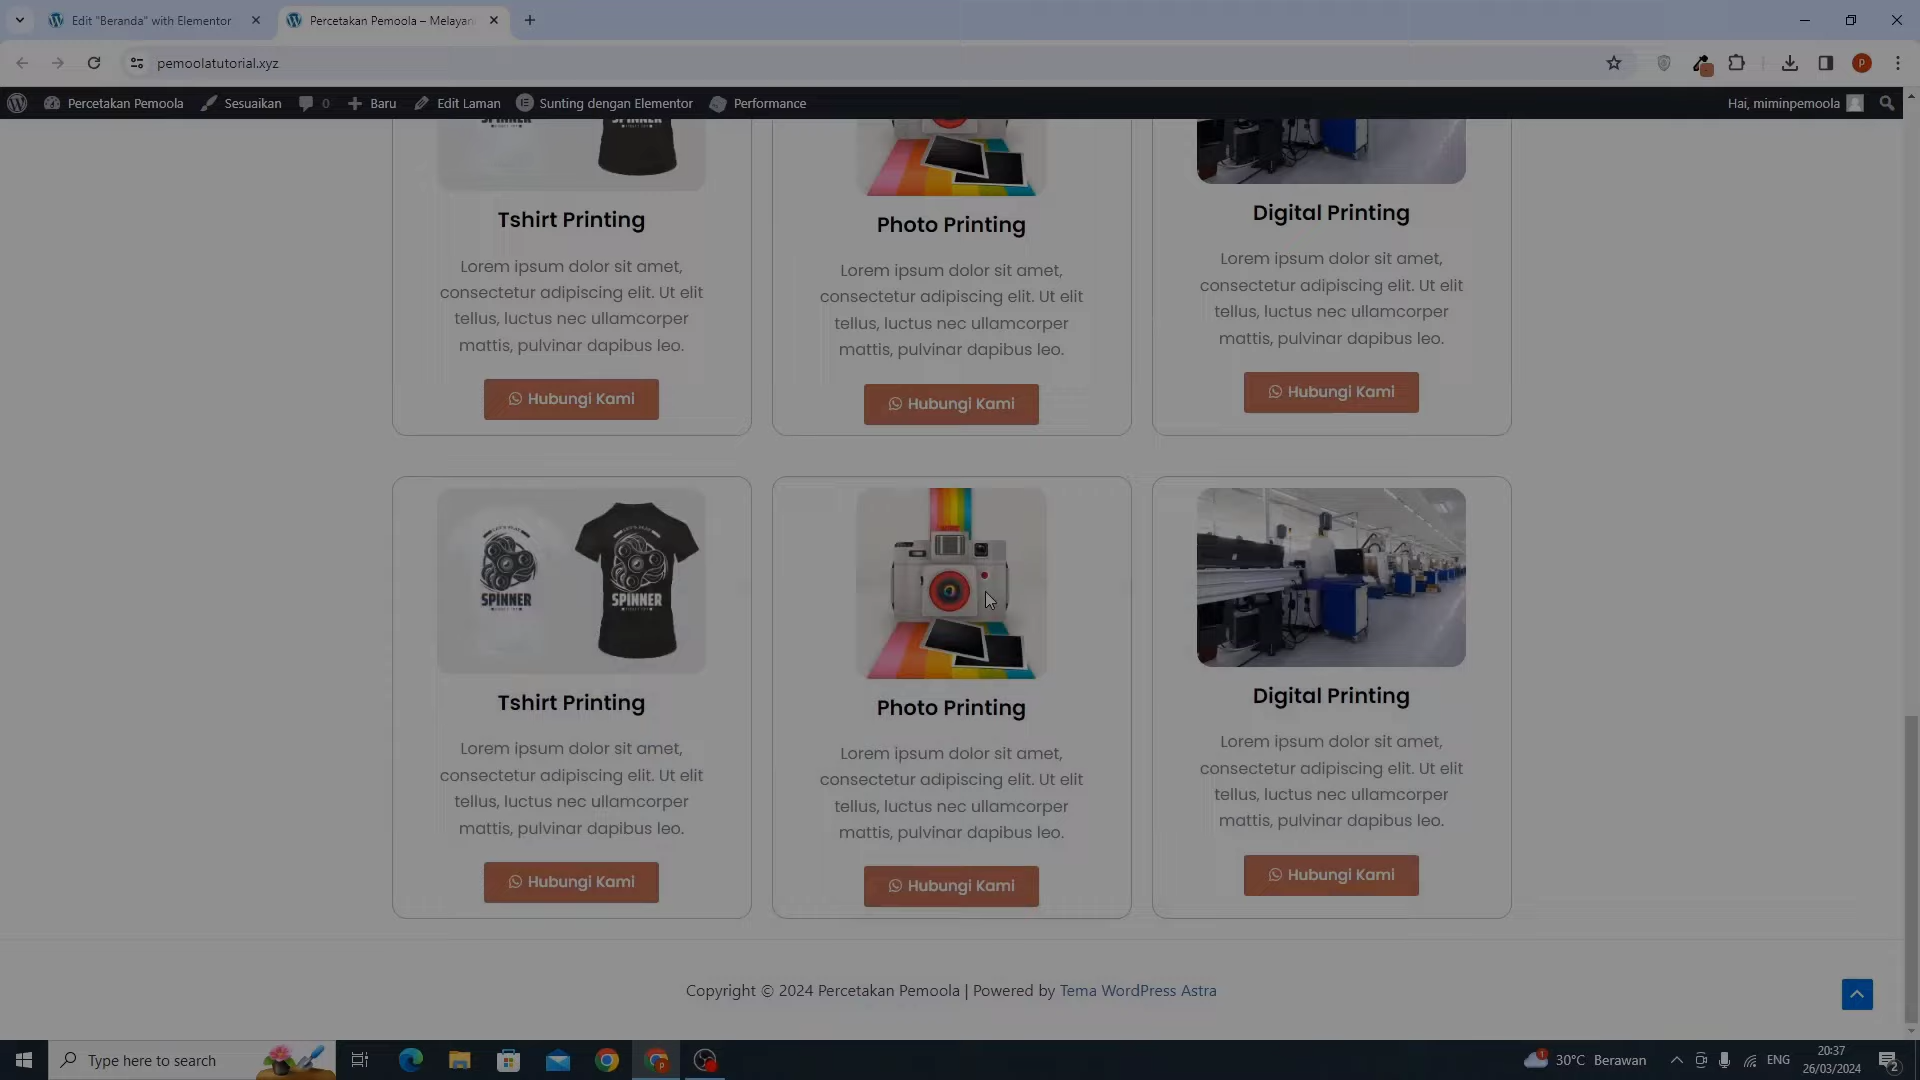 Edit "Beranda" with Elementor
Percetakan Pemoola – Melayani
pemoolatutorial.xyz
P
Percetakan Pemoola Sesuaikan 0 Baru Edit Laman Sunting dengan Elementor Performance Hai, miminpemoola
SPINNER
Tshirt Printing
Photo Printing
Digital Printing
Lorem ipsum dolor sit amet,
consectetur adipiscing elit. Ut elit
tellus, luctus nec ullamcorper
mattis, pulvinar dapibus leo.
Lorem ipsum dolor sit amet,
consectetur adipiscing elit. Ut elit
tellus, luctus nec ullamcorper
mattis, pulvinar dapibus leo.
Lorem ipsum dolor sit amet,
consectetur adipiscing elit. Ut elit
tellus, luctus nec ullamcorper
mattis, pulvinar dapibus leo.
Hubungi Kami
Hubungi Kami
Hubungi Kami
SPINNER
SPINNER
Tshirt Printing
Photo Printing
Digital Printing
Lorem ipsum dolor sit amet,
consectetur adipiscing elit. Ut elit
tellus, luctus nec ullamcorper
mattis, pulvinar dapibus leo.
Lorem ipsum dolor sit amet,
consectetur adipiscing elit. Ut elit
tellus, luctus nec ullamcorper
mattis, pulvinar dapibus leo.
Lorem ipsum dolor sit amet,
consectetur adipiscing elit. Ut elit
tellus, luctus nec ullamcorper
mattis, pulvinar dapibus leo.
Hubungi Kami
Hubungi Kami
Hubungi Kami
Copyright © 2024 Percetakan Pemoola | Powered by Tema WordPress Astra
Type here to search
30°C Berawan
ENG
20:37
26/03/2024
2